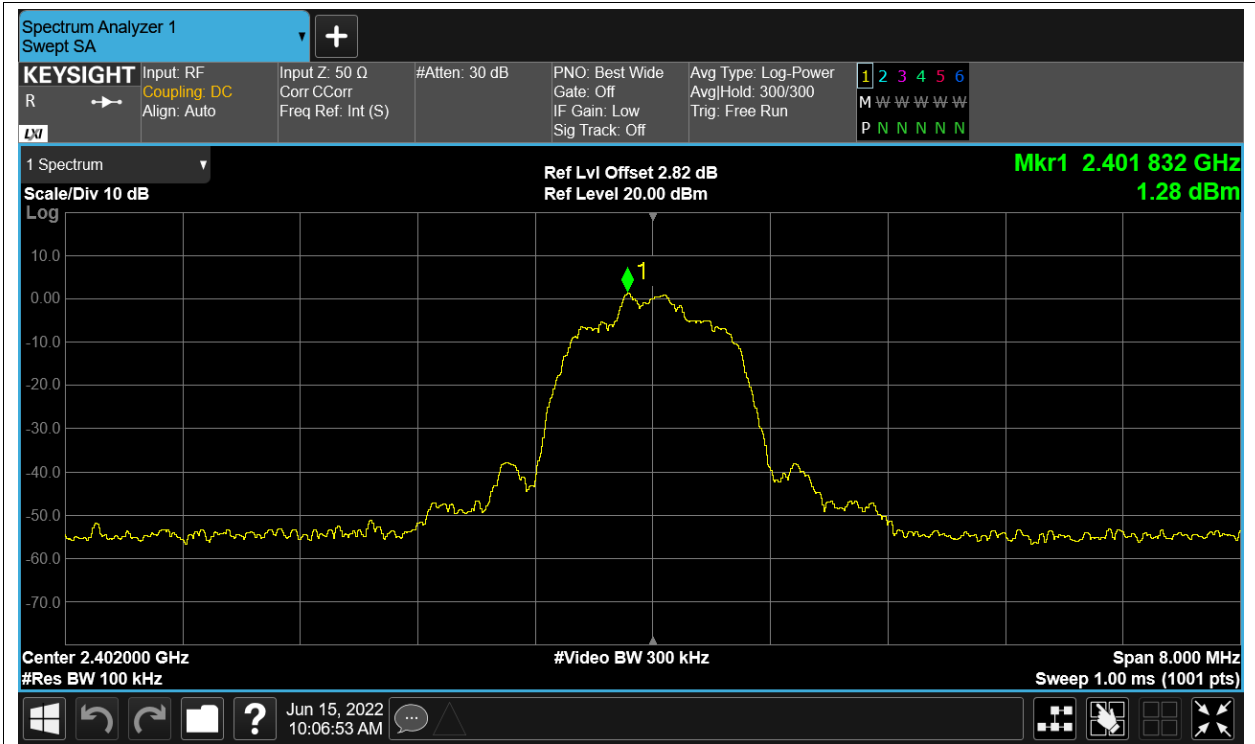 Spectrum Analyzer 1
Swept SA
KEYSIGHT
R
LXI
Input: RF
Coupling: DC
Align: Auto
Input Z: 50 Ω
Corr CCorr
Freq Ref: Int (S)
#Atten: 30 dB
PNO: Best Wide
Gate: Off
IF Gain: Low
Sig Track: Off
Avg Type: Log-Power
Avg|Hold: 300/300
Trig: Free Run
1 2 3 4 5 6
M W W W W W
P N N N N N
1 Spectrum
Scale/Div 10 dB
Log
Ref Lvl Offset 2.82 dB
Ref Level 20.00 dBm
Mkr1 2.401 832 GHz
1.28 dBm
10.0
1
0.00
-10.0
-20.0
-30.0
-40.0
-50.0
-60.0
-70.0
Center 2.402000 GHz
#Res BW 100 kHz
#Video BW 300 kHz
Span 8.000 MHz
Sweep 1.00 ms (1001 pts)
?
Jun 15, 2022
10:06:53 AM